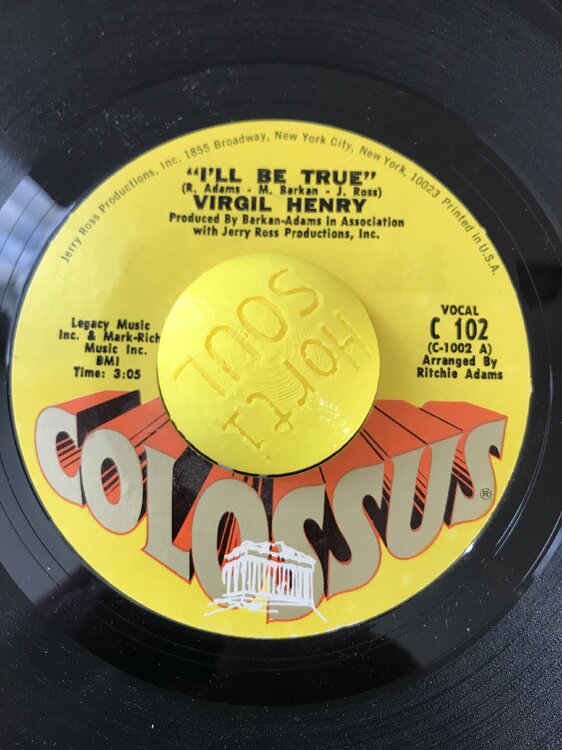 Jerry Ross Productions, Inc. 1855 Broadway, New York City, New York, 10023 Printed in U.S.A.
"I'LL BE TRUE"
(R. Adams - M. Barkan - J. Ross)
VIRGIL HENRY
Produced By Barkan-Adams in Association
with Jerry Ross Productions, Inc.
Legacy Music
Inc. & Mark-Rich
Music Inc.
BMI
Time: 3:05
VOCAL
C 102
(C-1002 A)
Arranged By
Ritchie Adams
SOUL
Horti
COLOSSUS®